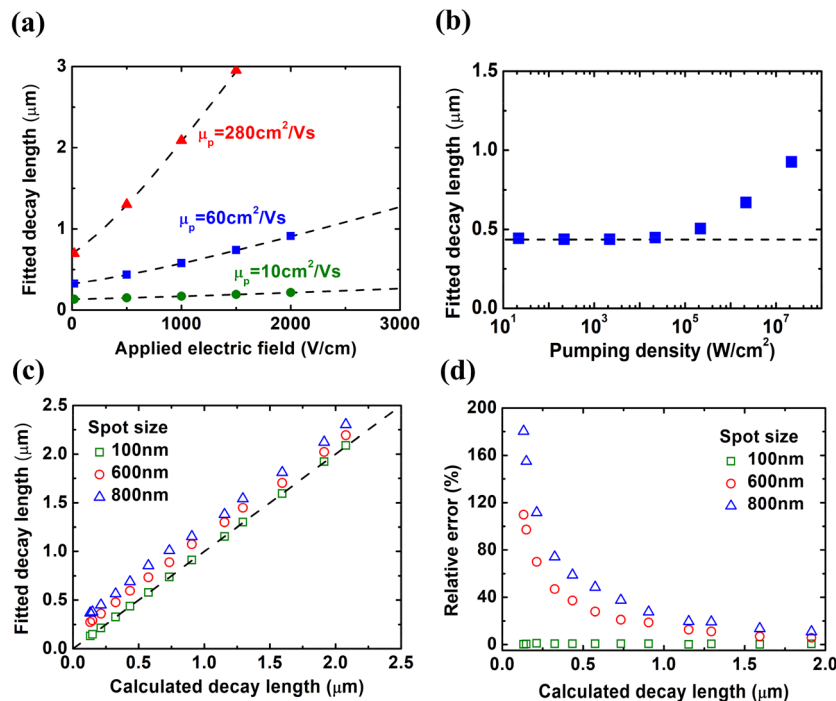 (a)
3
2
1
0
0
1000
2000
3000
Fitted decay length (μm)
Applied electric field (V/cm)
μp=280cm²/Vs
μp=60cm²/Vs
μp=10cm²/Vs
(b)
1.5
1.0
0.5
0.0
10¹
10³
10⁵
10⁷
Fitted decay length (μm)
Pumping density (W/cm²)
(c)
2.5
2.0
1.5
1.0
0.5
0.0
0.0
0.5
1.0
1.5
2.0
2.5
Fitted decay length (μm)
Calculated decay length (μm)
Spot size
100nm
600nm
800nm
(d)
200
160
120
80
40
0
0.0
0.5
1.0
1.5
2.0
Relative error (%)
Calculated decay length (μm)
Spot size
100nm
600nm
800nm